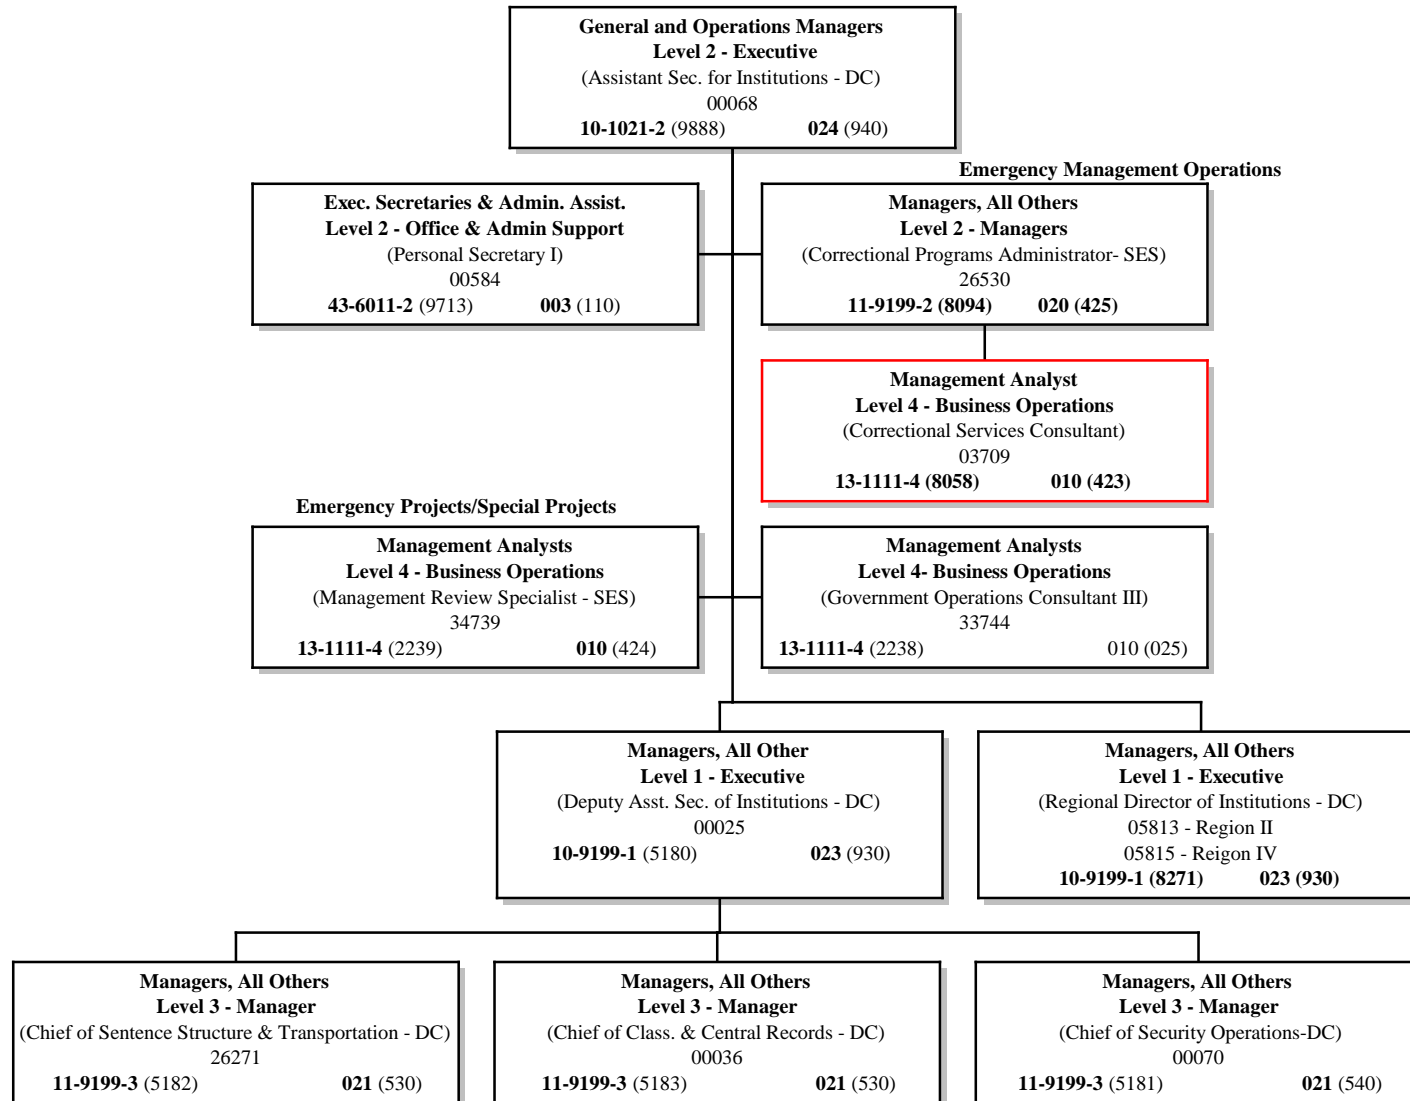 General and Operations Managers
Level 2 - Executive
(Assistant Sec. for Institutions - DC)
00068
10-1021-2 (9888) 024 (940)
Emergency Management Operations
Exec. Secretaries & Admin. Assist.
Level 2 - Office & Admin Support
(Personal Secretary I)
00584
43-6011-2 (9713) 003 (110)
Managers, All Others
Level 2 - Managers
(Correctional Programs Administrator- SES)
26530
11-9199-2 (8094) 020 (425)
Management Analyst
Level 4 - Business Operations
(Correctional Services Consultant)
03709
13-1111-4 (8058) 010 (423)
Emergency Projects/Special Projects
Management Analysts
Level 4 - Business Operations
(Management Review Specialist - SES)
34739
13-1111-4 (2239) 010 (424)
Management Analysts
Level 4- Business Operations
(Government Operations Consultant III)
33744
13-1111-4 (2238) 010 (025)
Managers, All Other
Level 1 - Executive
(Deputy Asst. Sec. of Institutions - DC)
00025
10-9199-1 (5180) 023 (930)
Managers, All Others
Level 1 - Executive
(Regional Director of Institutions - DC)
05813 - Region II
05815 - Reigon IV
10-9199-1 (8271) 023 (930)
Managers, All Others
Level 3 - Manager
(Chief of Sentence Structure & Transportation - DC)
26271
11-9199-3 (5182) 021 (530)
Managers, All Others
Level 3 - Manager
(Chief of Class. & Central Records - DC)
00036
11-9199-3 (5183) 021 (530)
Managers, All Others
Level 3 - Manager
(Chief of Security Operations-DC)
00070
11-9199-3 (5181) 021 (540)